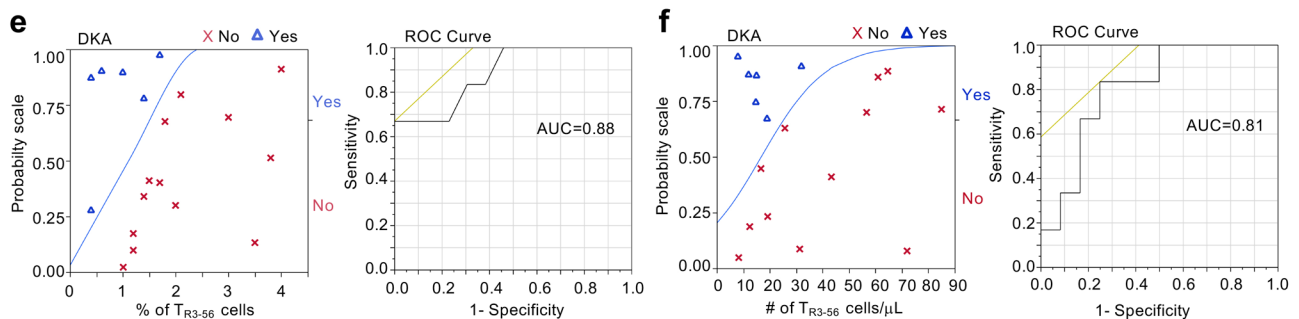 e
DKA
No
Yes
Probabilty scale
1.00
0.75
0.50
0.25
0.00
0
1
2
3
4
% of TR3-56 cells
Yes
No
ROC Curve
Sensitivity
1.0
0.8
0.6
0.4
0.2
0.0
AUC=0.88
0.0
0.2
0.4
0.6
0.8
1.0
1- Specificity
f
DKA
No
Yes
Probabilty scale
1.00
0.75
0.50
0.25
0.00
0 10 20 30 40 50 60 70 80 90
# of TR3-56 cells/μL
Yes
No
ROC Curve
Sensitivity
1.0
0.8
0.6
0.4
0.2
0.0
AUC=0.81
0.0
0.2
0.4
0.6
0.8
1.0
1- Specificity